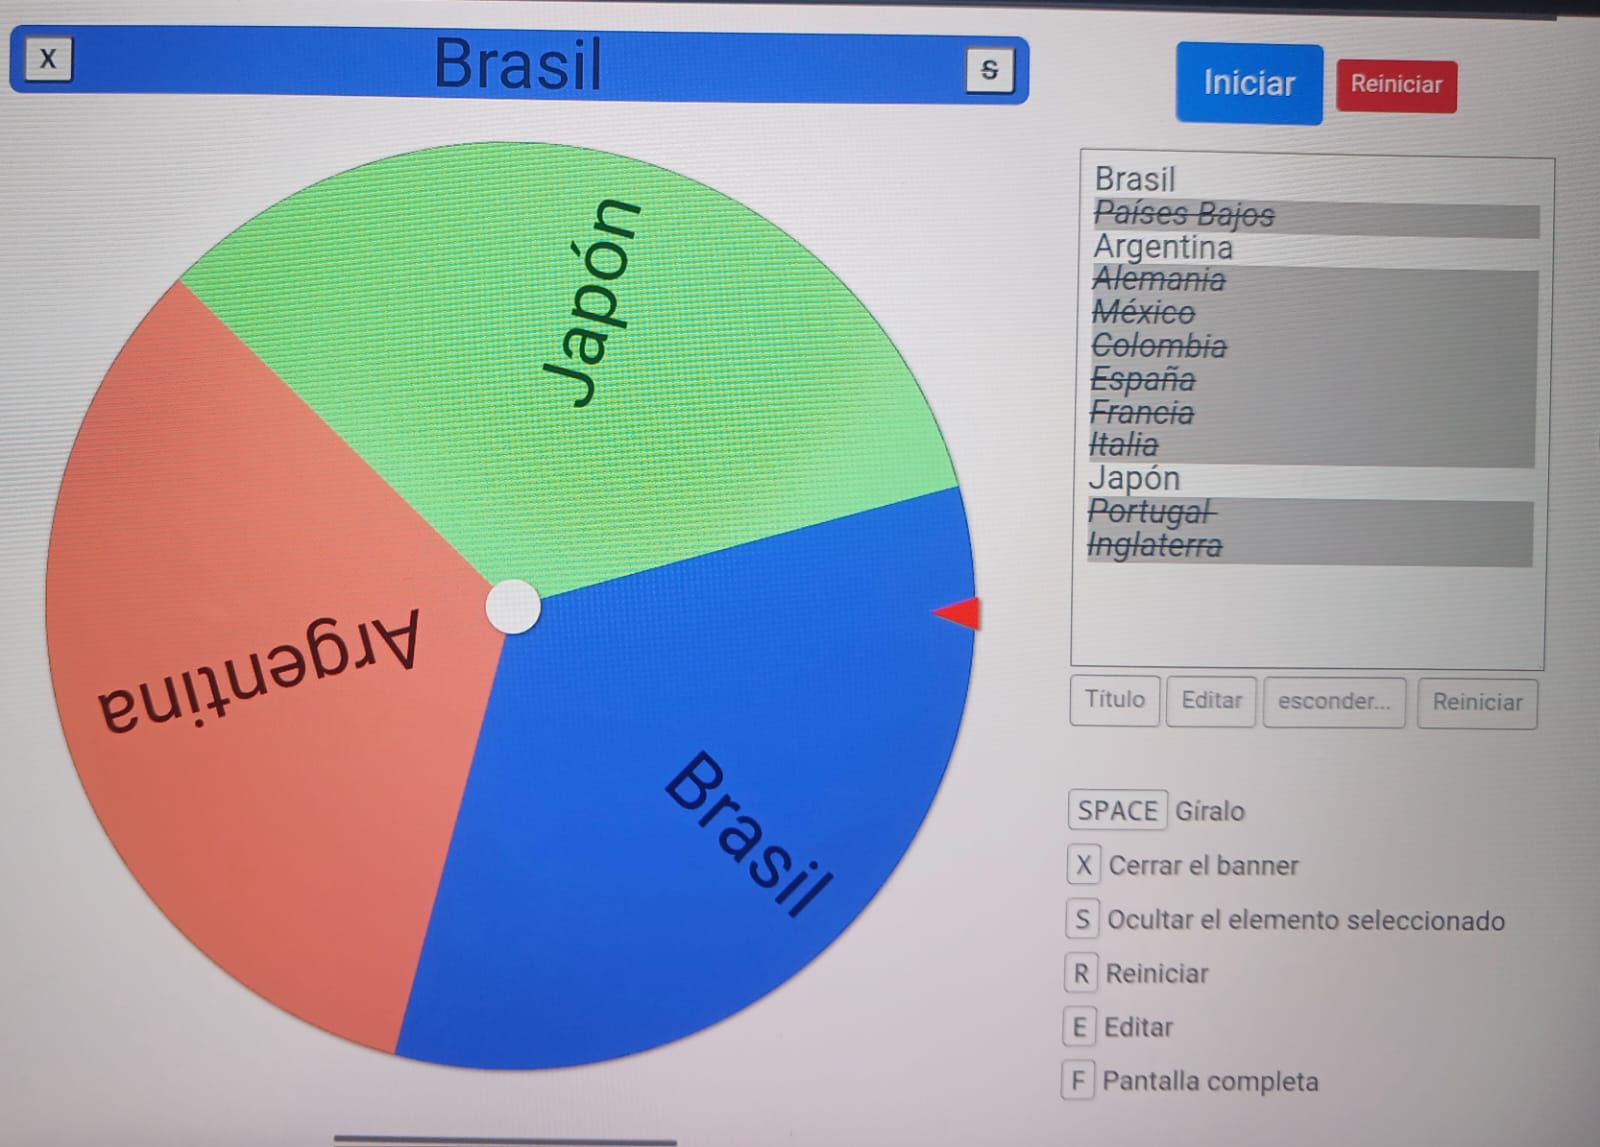 X Brasil S
Iniciar Reiniciar
Japón
Argentina
Brasil
Brasil
Países Bajos
Argentina
Alemania
México
Colombia
España
Francia
Italia
Japón
Portugal
Inglaterra
Título Editar esconder... Reiniciar
SPACE Gíralo
X Cerrar el banner
S Ocultar el elemento seleccionado
R Reiniciar
E Editar
F Pantalla completa